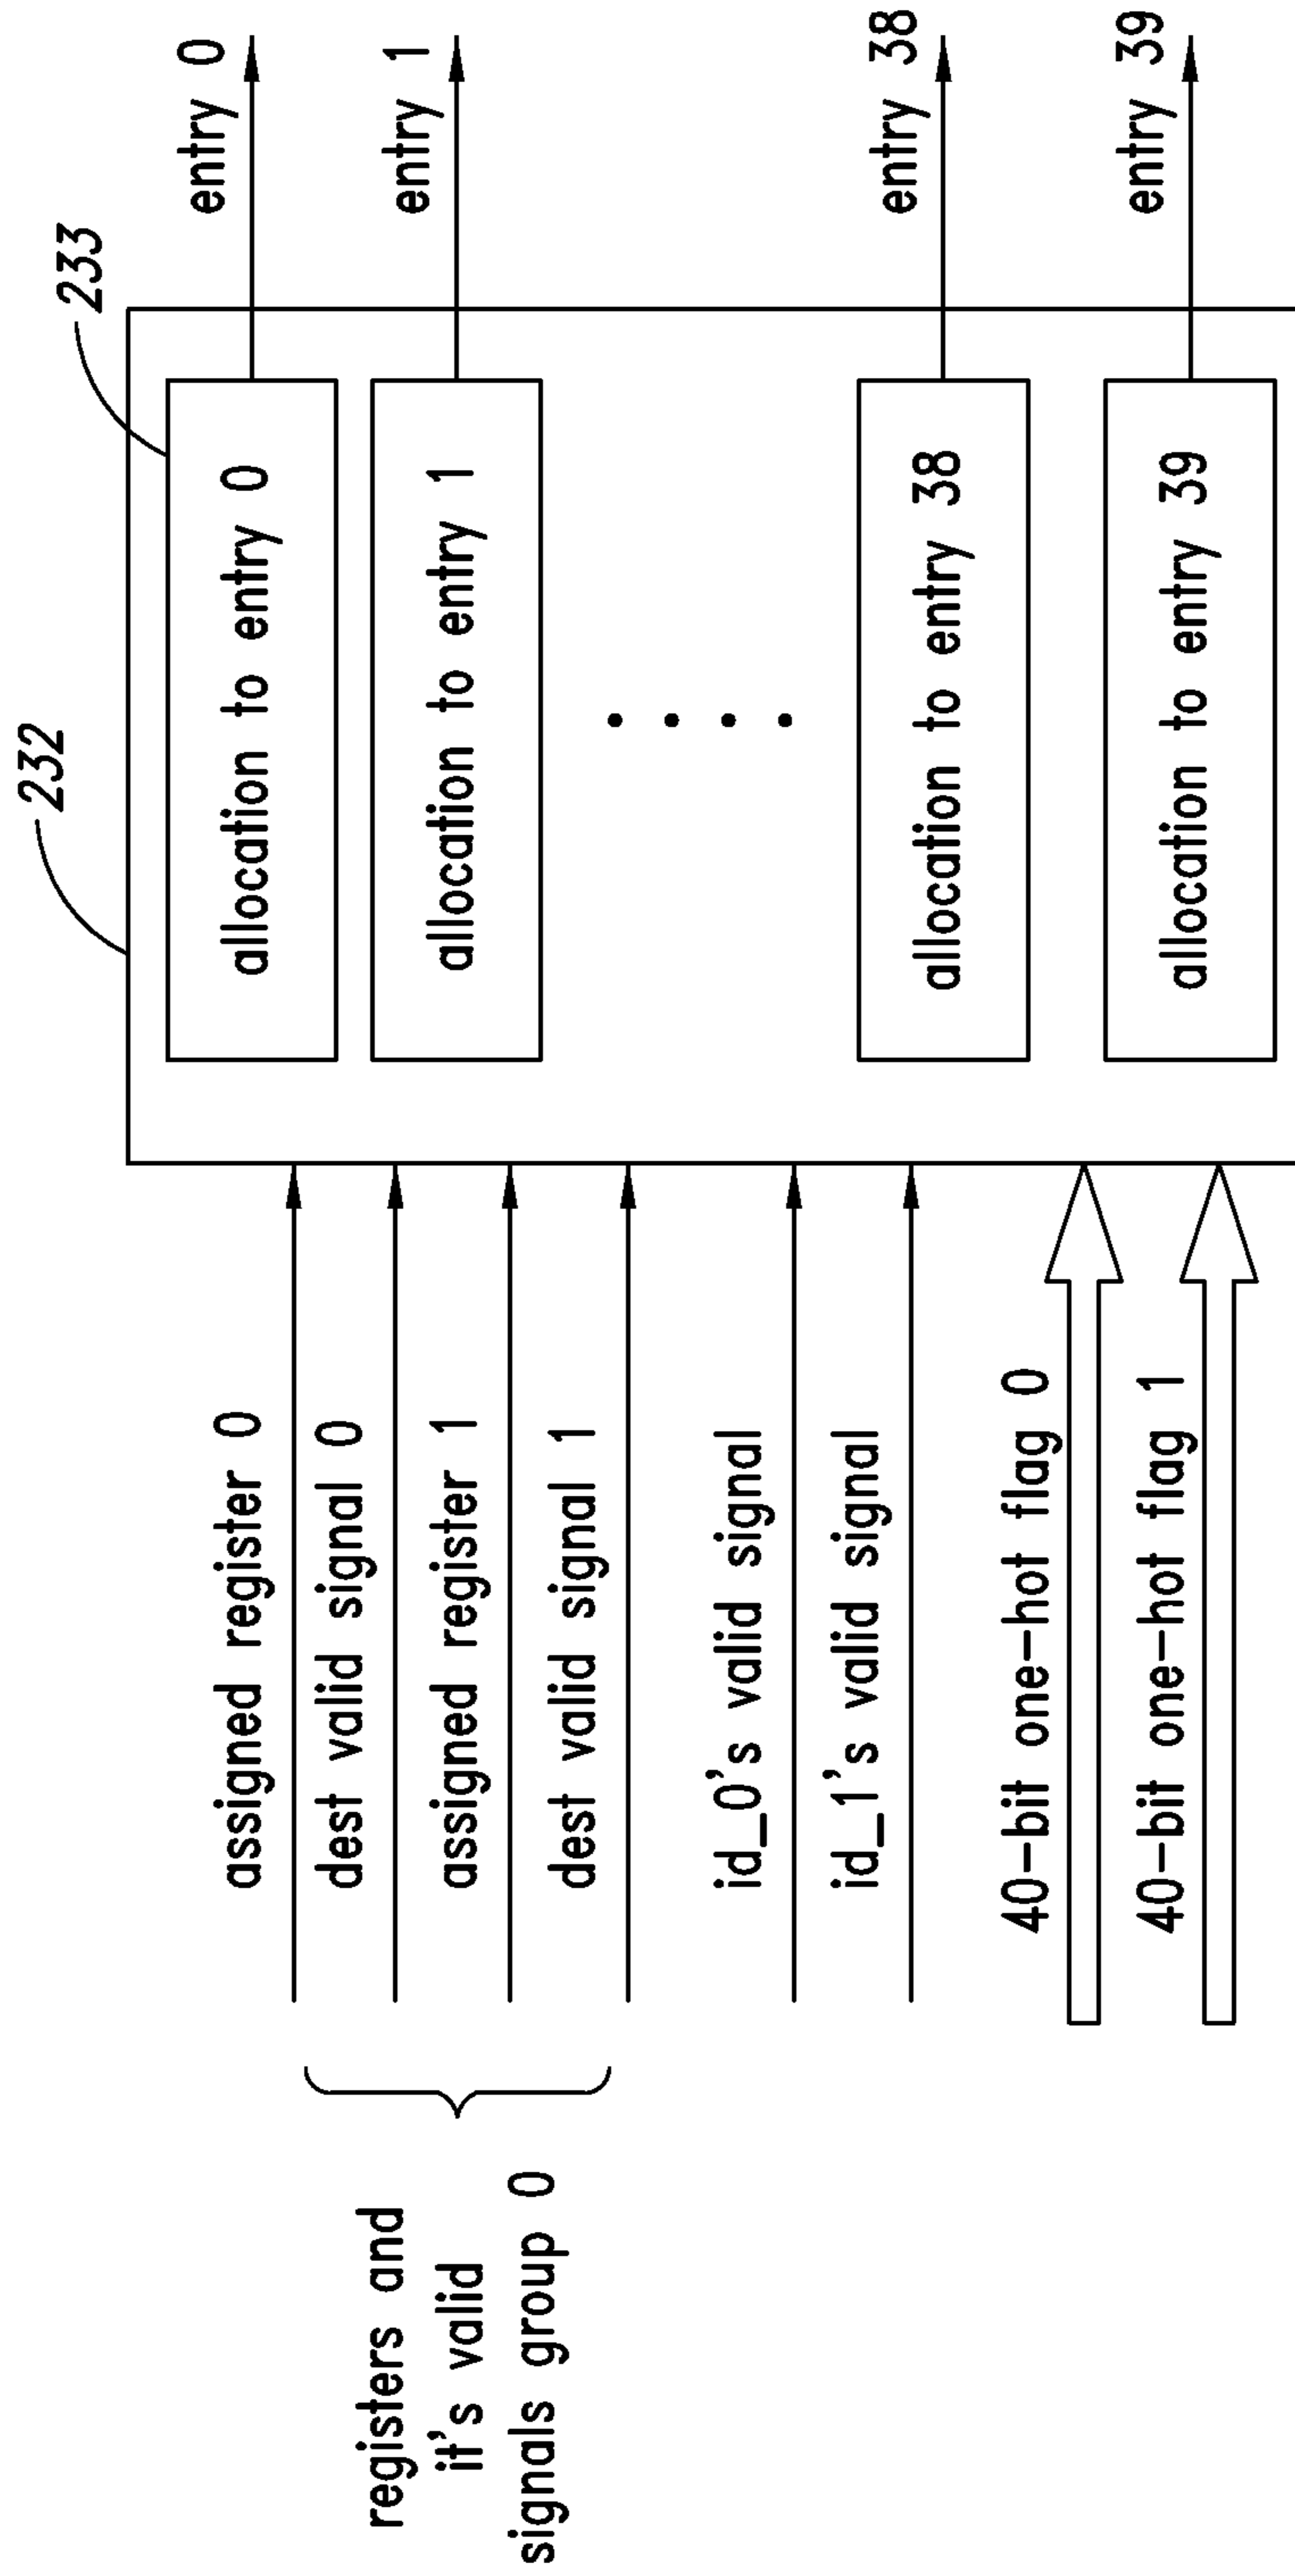 232
233
registers and
it's valid
signals group 0
assigned register 0
dest valid signal 0
assigned register 1
dest valid signal 1
id_0's valid signal
id_1's valid signal
40-bit one-hot flag 0
40-bit one-hot flag 1
allocation to entry 0
allocation to entry 1
allocation to entry 38
allocation to entry 39
entry 0
entry 1
entry 38
entry 39